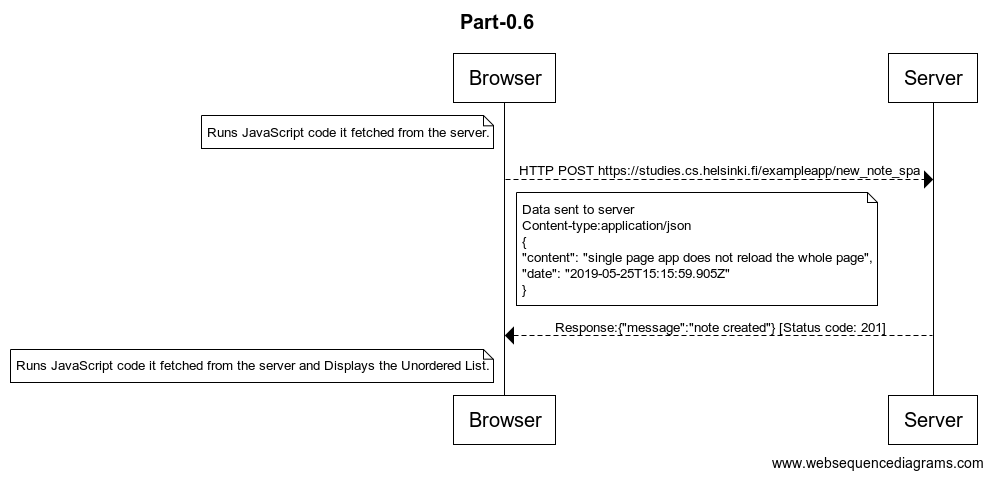 Part-0.6
Browser
Server
Runs JavaScript code it fetched from the server.
HTTP POST https://studies.cs.helsinki.fi/exampleapp/new_note_spa
Data sent to server
Content-type:application/json
{
"content": "single page app does not reload the whole page",
"date": "2019-05-25T15:15:59.905Z"
}
Response:{"message":"note created"} [Status code: 201]
Runs JavaScript code it fetched from the server and Displays the Unordered List.
Browser
Server
www.websequencediagrams.com